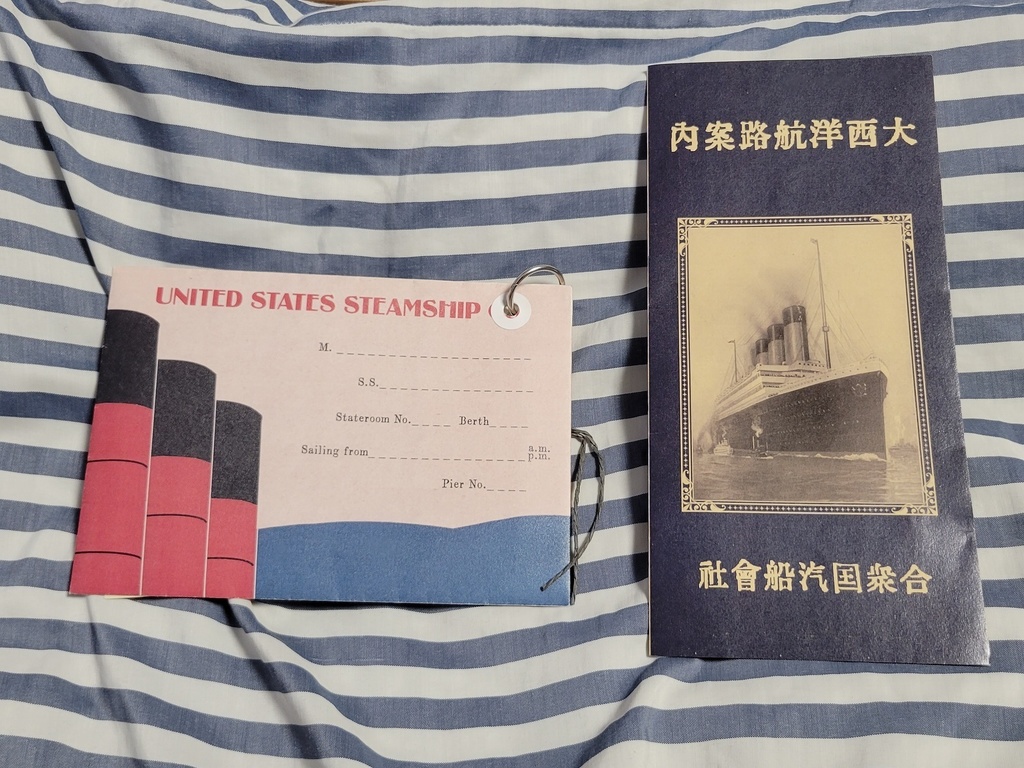 UNITED STATES STEAMSHIP
M.
S.S.
Stateroom No. Berth
Sailing from a.m. p.m.
Pier No.
大西洋航路案內
合衆国汽船會社